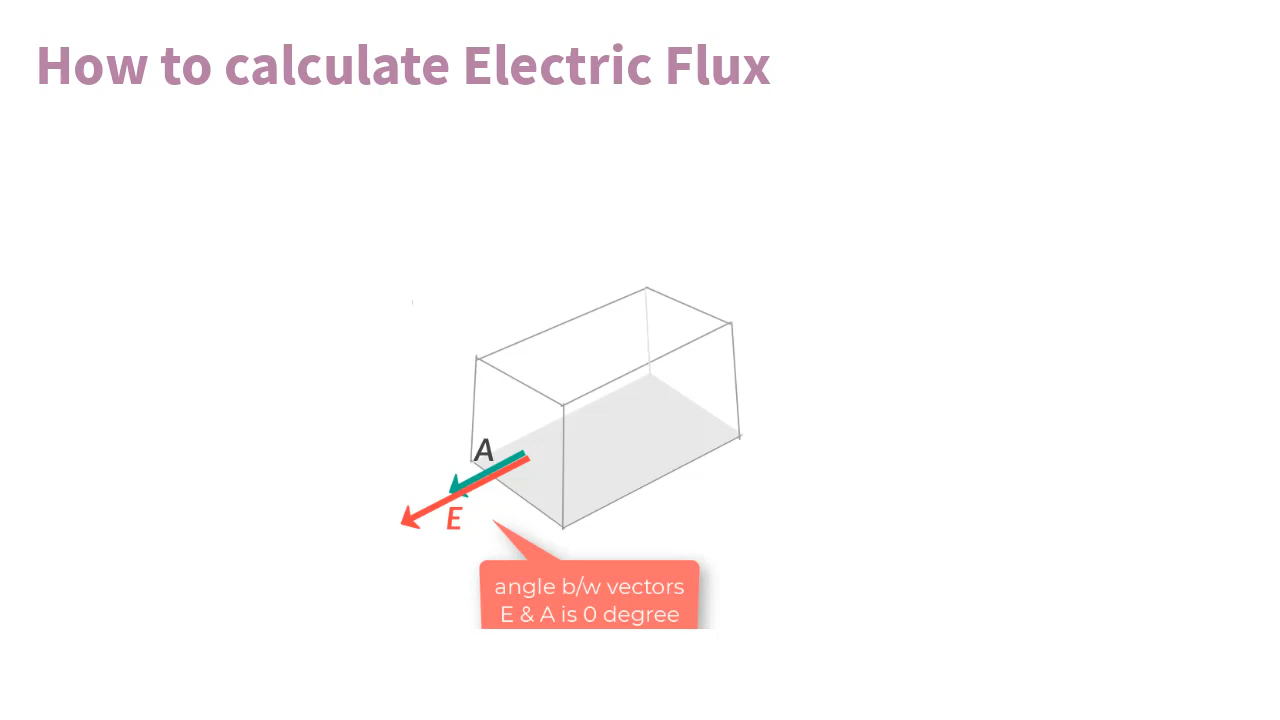 How to calculate Electric Flux
A
E
angle b/w vectors
E & A is 0 degree